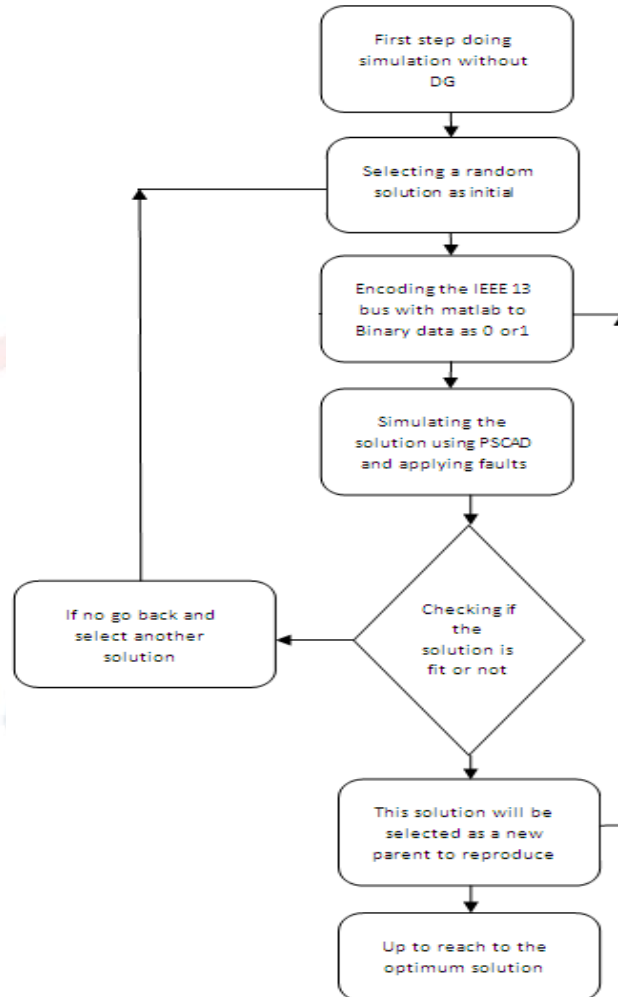 First step doing
simulation without
DG
Selecting a random
solution as initial
Encoding the IEEE 13
bus with matlab to
Binary data as 0 or1
Simulating the
solution using PSCAD
and applying faults
Checking if
the
solution is
fit or not
If no go back and
select another
solution
This solution will be
selected as a new
parent to reproduce
Up to reach to the
optimum solution